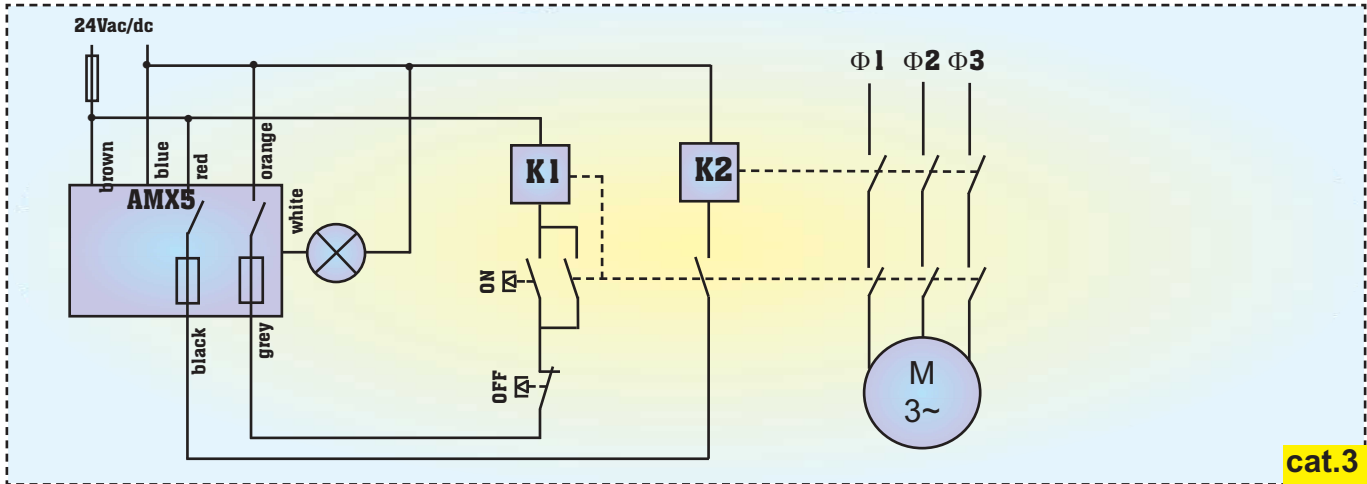 24Vac/dc
Φ1 Φ2 Φ3
brown
blue
red
orange
AMX5
white
K1
K2
ON
black
grey
OFF
M
3~
cat.3